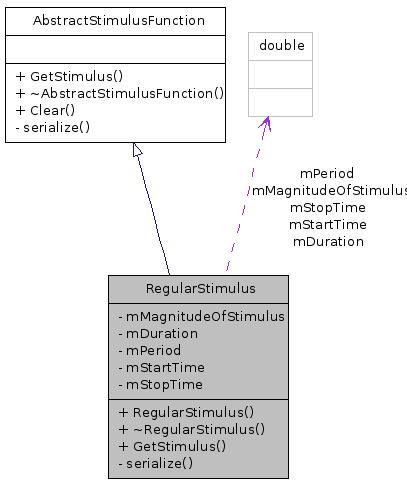 AbstractStimulusFunction
+ GetStimulus()
+ ~AbstractStimulusFunction()
+ Clear()
- serialize()
double
mPeriod
mMagnitudeOfStimulus
mStopTime
mStartTime
mDuration
RegularStimulus
- mMagnitudeOfStimulus
- mDuration
- mPeriod
- mStartTime
- mStopTime
+ RegularStimulus()
+ ~RegularStimulus()
+ GetStimulus()
- serialize()